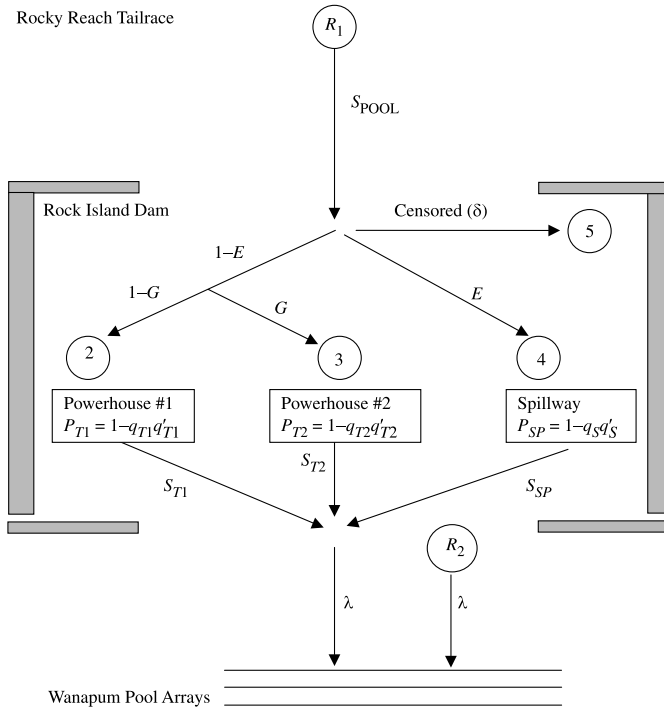 Rocky Reach Tailrace
R1
SPOOL
Rock Island Dam
Censored (δ)
5
1–E
1–G
G
E
2
3
4
Powerhouse #1
PT1 = 1–qT1q′T1
Powerhouse #2
PT2 = 1–qT2q′T2
Spillway
PSP = 1–qSq′S
ST1
ST2
SSP
R2
λ
λ
Wanapum Pool Arrays